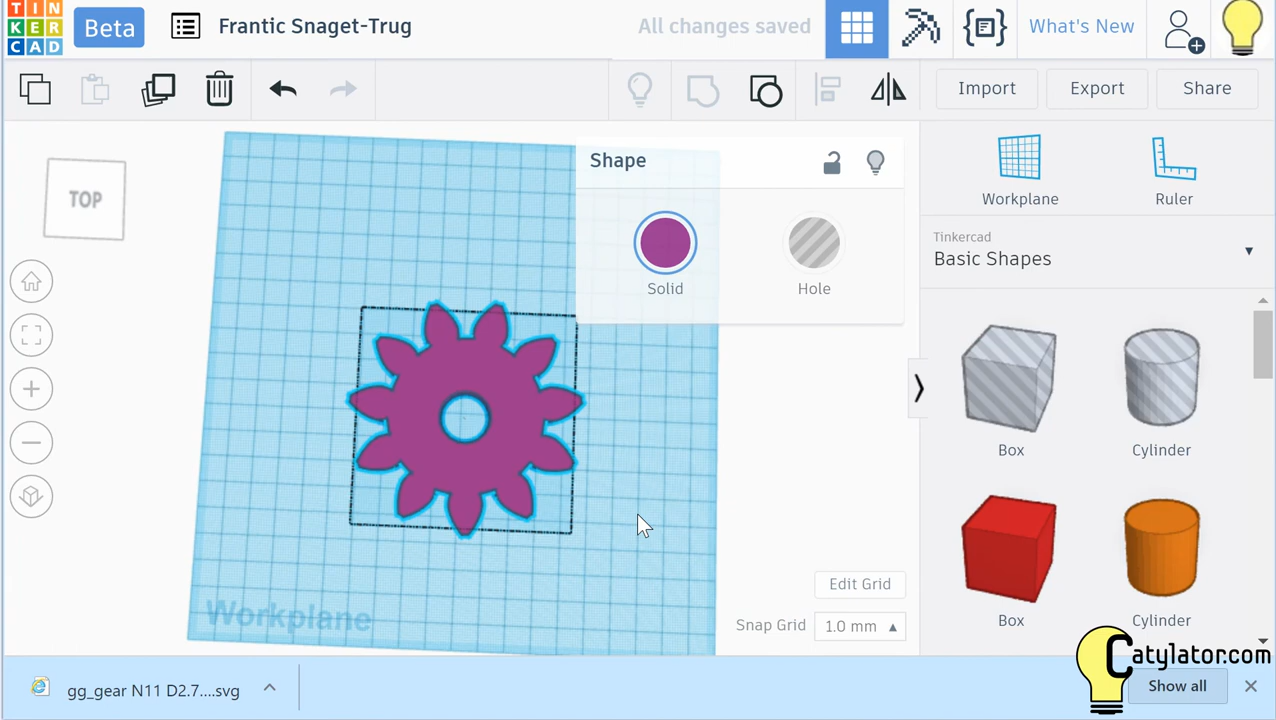 TIN
KER
CAD
Beta
Frantic Snaget-Trug
All changes saved
What's New
Import
Export
Share
TOP
Shape
Solid
Hole
Workplane
Ruler
Tinkercad
Basic Shapes
Box
Cylinder
Box
Cylinder
Workplane
Edit Grid
Snap Grid
1.0 mm
gg_gear N11 D2.7....svg
Catylator.com
Show all